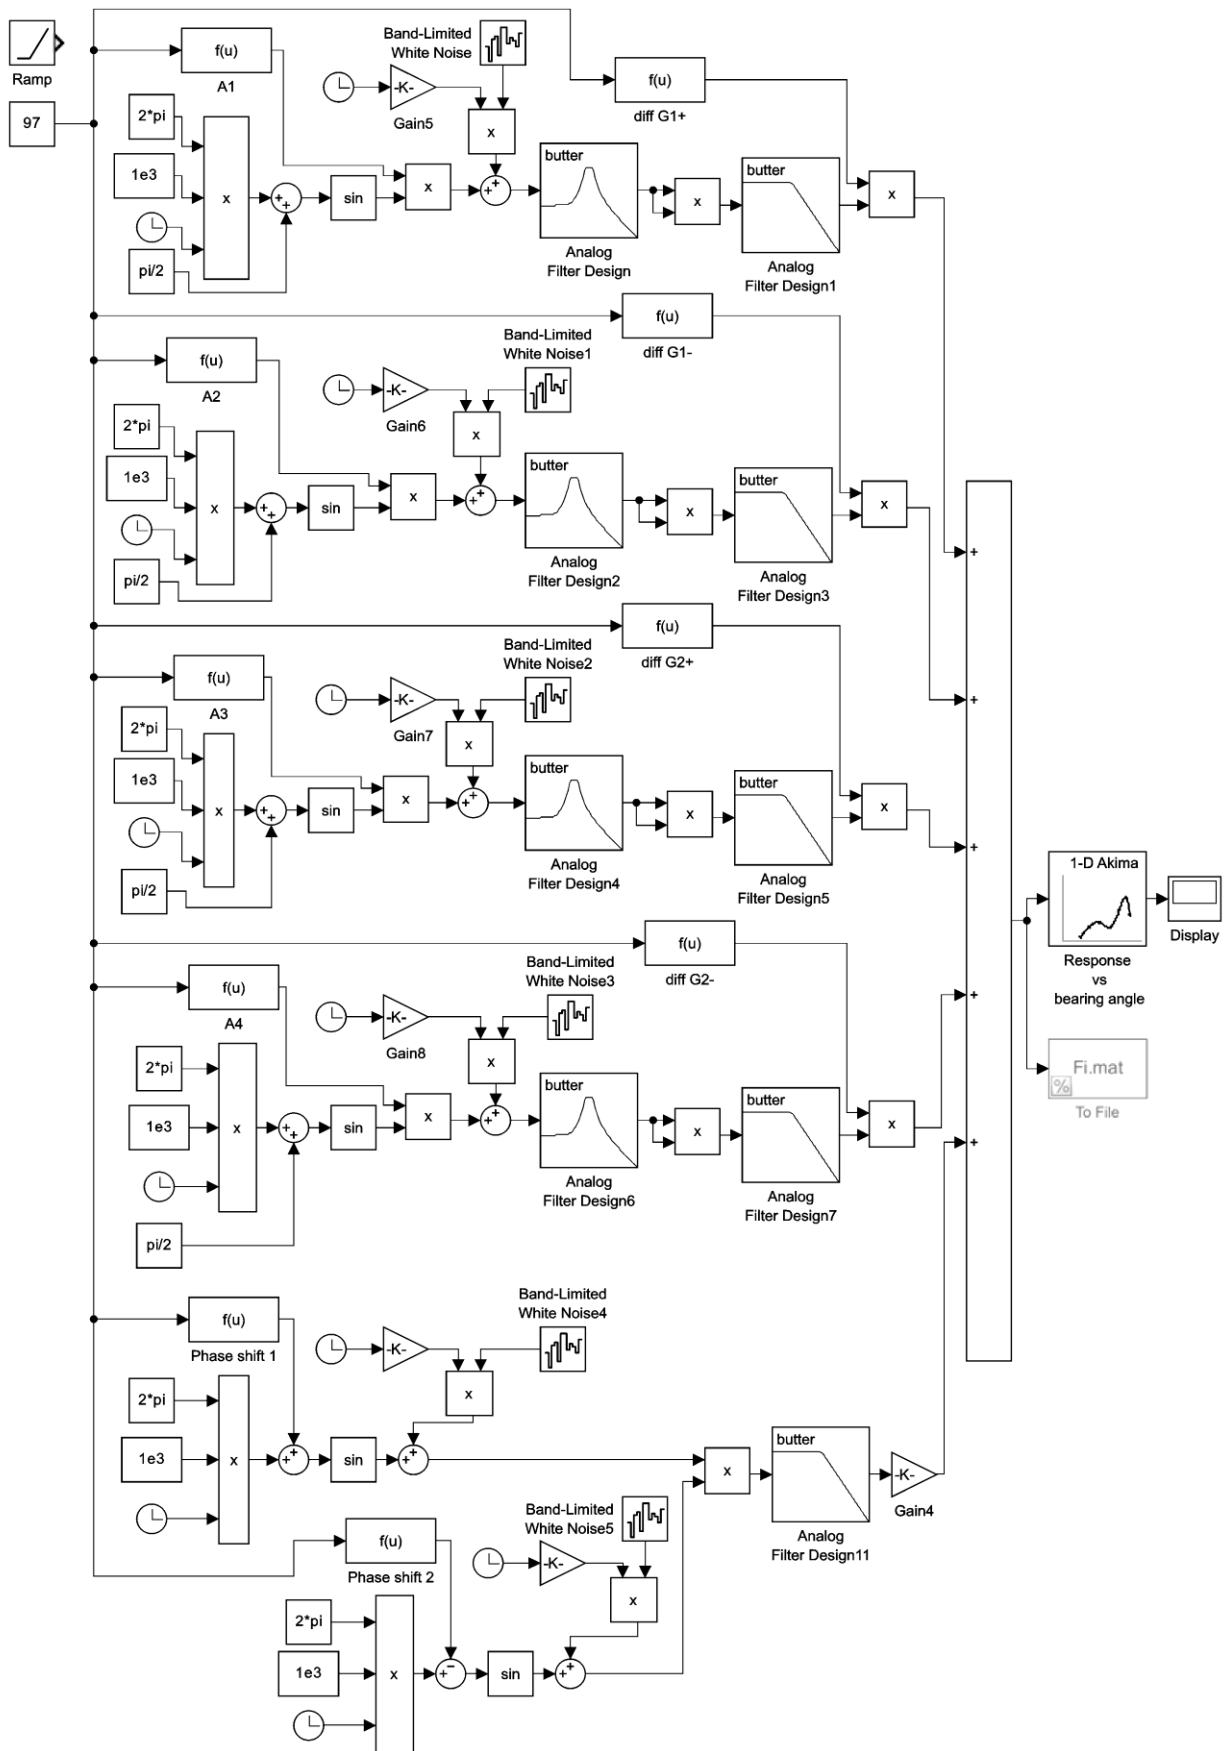 Ramp
97
f(u)
A1
Band-Limited
White Noise
-K-
Gain5
x
f(u)
diff G1+
2*pi
1e3
pi/2
x
+
+
sin
x
+
+
butter
Analog
Filter Design
x
butter
Analog
Filter Design1
x
f(u)
diff G1-
f(u)
A2
Band-Limited
White Noise1
-K-
Gain6
x
2*pi
1e3
pi/2
x
+
+
sin
x
+
+
butter
Analog
Filter Design2
x
butter
Analog
Filter Design3
x
f(u)
diff G2+
f(u)
A3
Band-Limited
White Noise2
-K-
Gain7
x
2*pi
1e3
pi/2
x
+
+
sin
x
+
+
butter
Analog
Filter Design4
x
butter
Analog
Filter Design5
x
f(u)
diff G2-
f(u)
A4
Band-Limited
White Noise3
-K-
Gain8
x
2*pi
1e3
pi/2
x
+
+
sin
x
+
+
butter
Analog
Filter Design6
x
butter
Analog
Filter Design7
x
+
+
+
+
+
1-D Akima
Response
vs
bearing angle
Display
Fi.mat
%
To File
f(u)
Phase shift 1
Band-Limited
White Noise4
-K-
x
2*pi
1e3
x
+
+
sin
+
+
x
butter
Analog
Filter Design11
-K-
Gain4
f(u)
Phase shift 2
Band-Limited
White Noise5
-K-
x
2*pi
1e3
x
+
−
sin
+
+